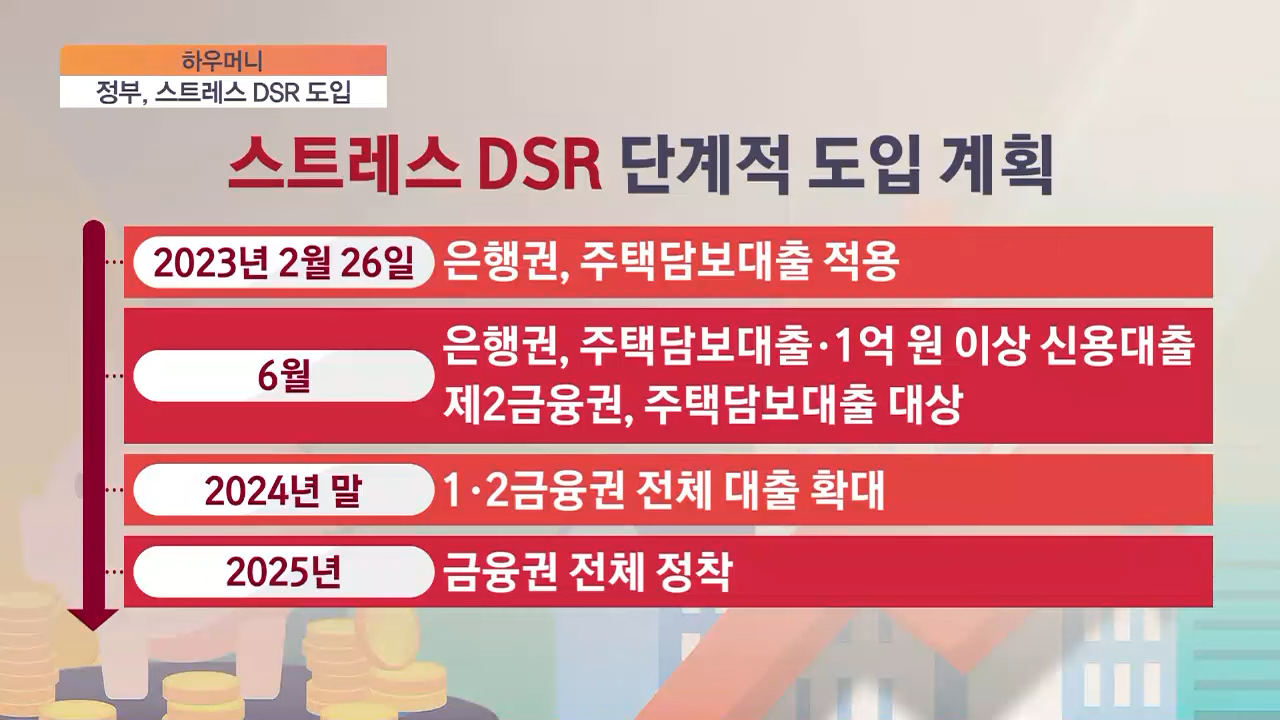 하우머니
정부, 스트레스 DSR 도입
스트레스 DSR 단계적 도입 계획
2023년 2월 26일 은행권, 주택담보대출 적용
6월 은행권, 주택담보대출·1억 원 이상 신용대출
제2금융권, 주택담보대출 대상
2024년 말 1·2금융권 전체 대출 확대
2025년 금융권 전체 정착